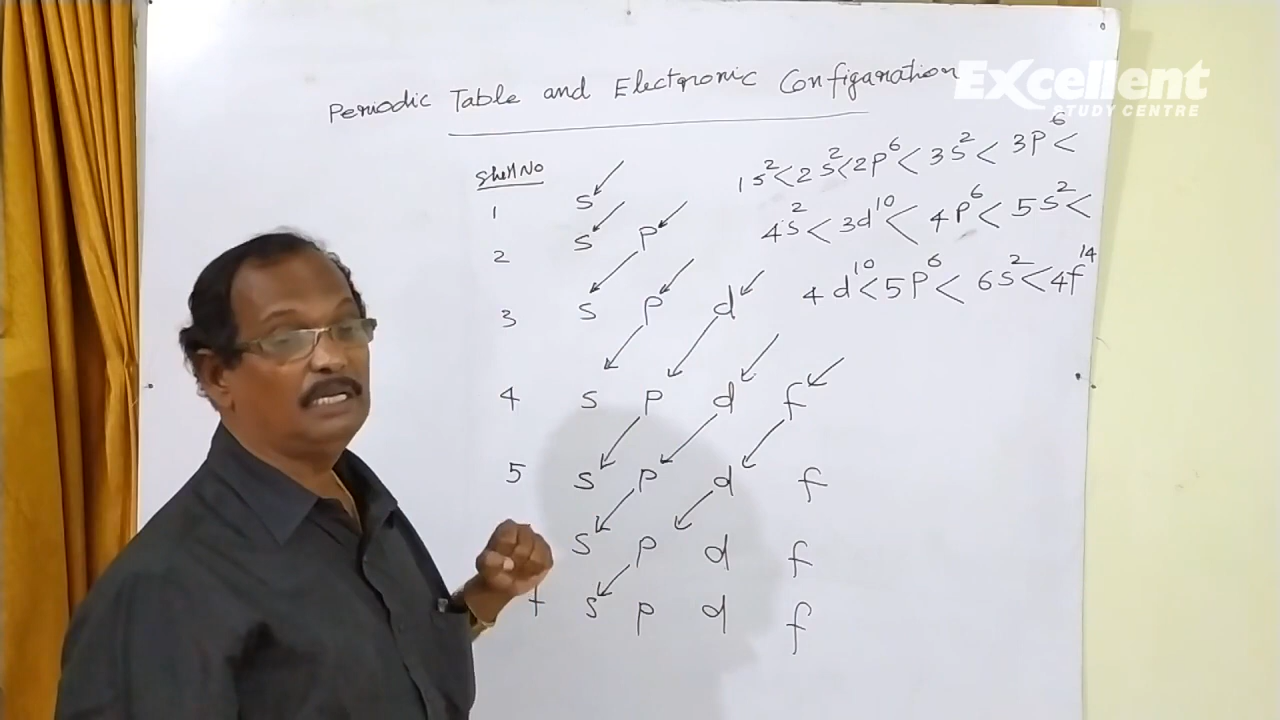 Excellent
STUDY CENTRE
Periodic Table and Electronic Configaration
Shell No
1 s
2 s p
3 s p d
4 s p d f
5 s p d f
s p d f
7 s p d f
1s²<2s²<2p⁶<3s²<3p⁶<
4s²<3d¹⁰<4p⁶<5s²<
4d¹⁰<5p⁶<6s²<4f¹⁴